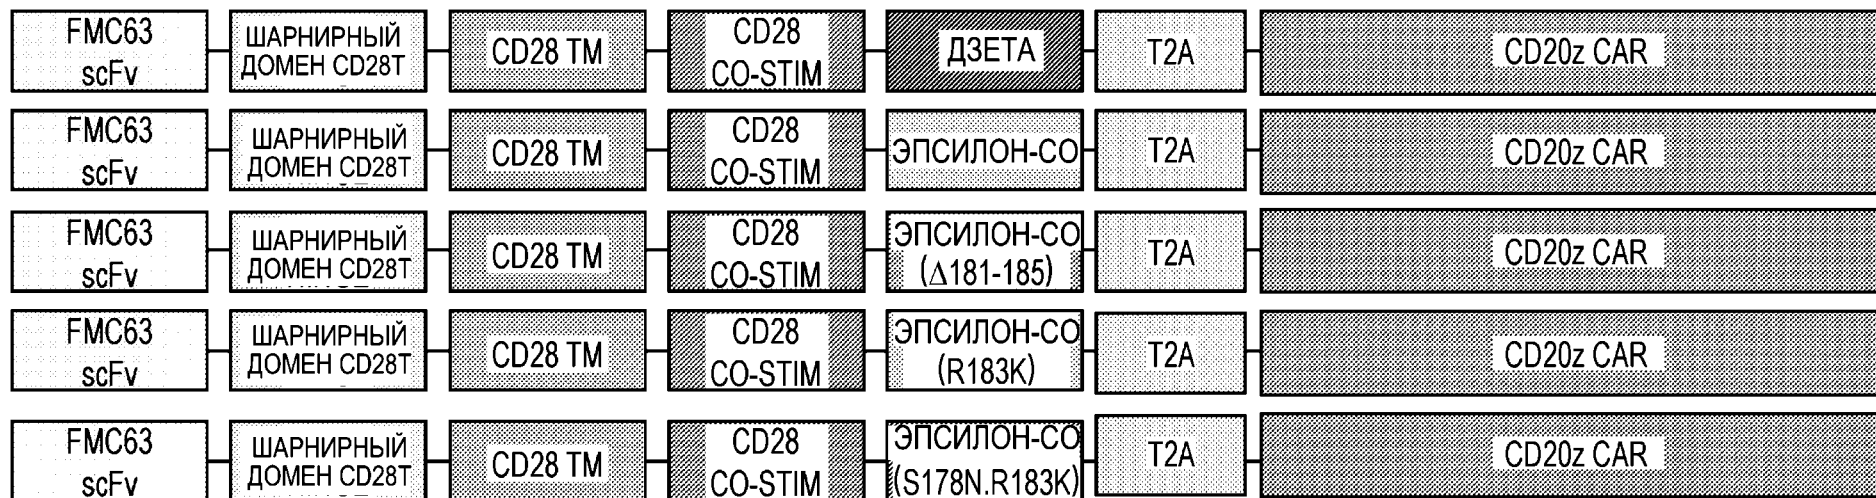 FMC63
scFv
ШАРНИРНЫЙ
ДОМЕН CD28T
CD28 TM
CD28
CO-STIM
ДЗЕТА
T2A
CD20z CAR
FMC63
scFv
ШАРНИРНЫЙ
ДОМЕН CD28T
CD28 TM
CD28
CO-STIM
ЭПСИЛОН-СО
T2A
CD20z CAR
FMC63
scFv
ШАРНИРНЫЙ
ДОМЕН CD28T
CD28 TM
CD28
CO-STIM
ЭПСИЛОН-СО
(Δ181-185)
T2A
CD20z CAR
FMC63
scFv
ШАРНИРНЫЙ
ДОМЕН CD28T
CD28 TM
CD28
CO-STIM
ЭПСИЛОН-СО
(R183K)
T2A
CD20z CAR
FMC63
scFv
ШАРНИРНЫЙ
ДОМЕН CD28T
CD28 TM
CD28
CO-STIM
ЭПСИЛОН-СО
(S178N.R183K)
T2A
CD20z CAR